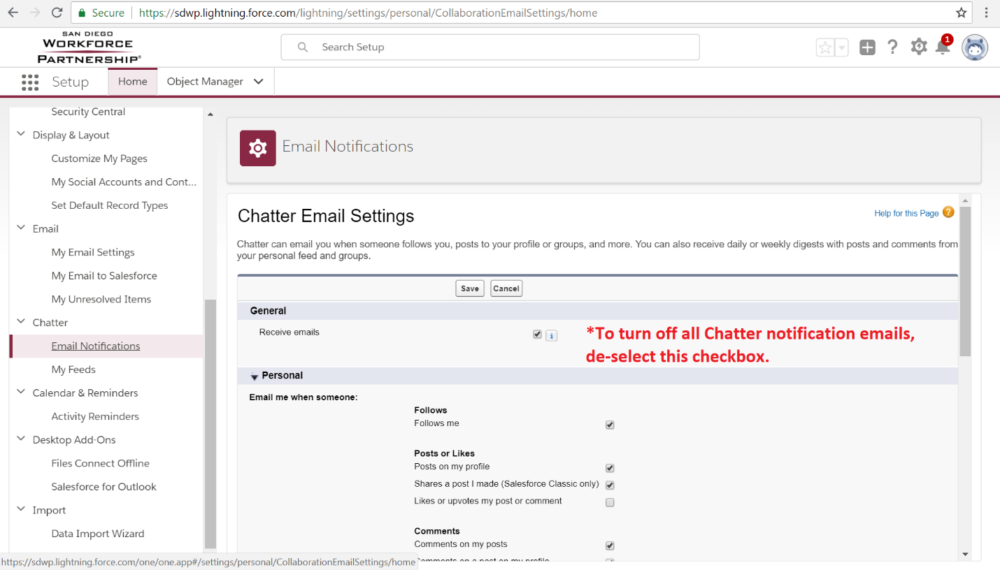 Secure
https://sdwp.lightning.force.com/lightning/settings/personal/CollaborationEmailSettings/home
SAN DIEGO
WORKFORCE
PARTNERSHIP®
Search Setup
1
Setup
Home
Object Manager
Security Central
Display & Layout
Customize My Pages
My Social Accounts and Cont...
Set Default Record Types
Email
My Email Settings
My Email to Salesforce
My Unresolved Items
Chatter
Email Notifications
My Feeds
Calendar & Reminders
Activity Reminders
Desktop Add-Ons
Files Connect Offline
Salesforce for Outlook
Import
Data Import Wizard
https://sdwp.lightning.force.com/one/one.app#/settings/personal/CollaborationEmailSettings/home
Email Notifications
Chatter Email Settings
Help for this Page ?
Chatter can email you when someone follows you, posts to your profile or groups, and more. You can also receive daily or weekly digests with posts and comments from
your personal feed and groups.
Save Cancel
General
Receive emails
i
*To turn off all Chatter notification emails,
de-select this checkbox.
Personal
Email me when someone:
Follows
Follows me
Posts or Likes
Posts on my profile
Shares a post I made (Salesforce Classic only)
Likes or upvotes my post or comment
Comments
Comments on my posts
Comments on a post on my profile